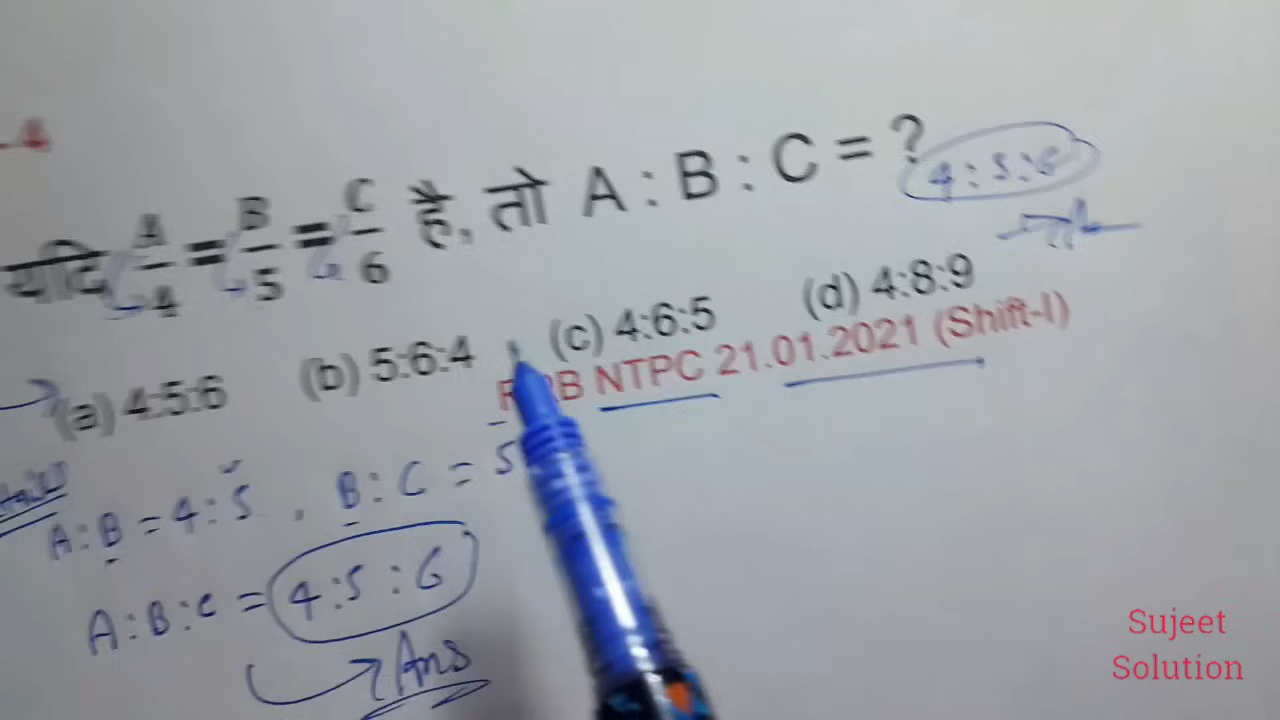 यदि A/4 = B/5 = C/6 है, तो A : B : C = ? 4 : 5 : 6
(a) 4:5:6 (b) 5:6:4 (c) 4:6:5 (d) 4:8:9
RRB NTPC 21.01.2021 (Shift-I)
A : B = 4 : 5 , B : C = 5
A : B : C = 4 : 5 : 6
Ans
Sujeet
Solution